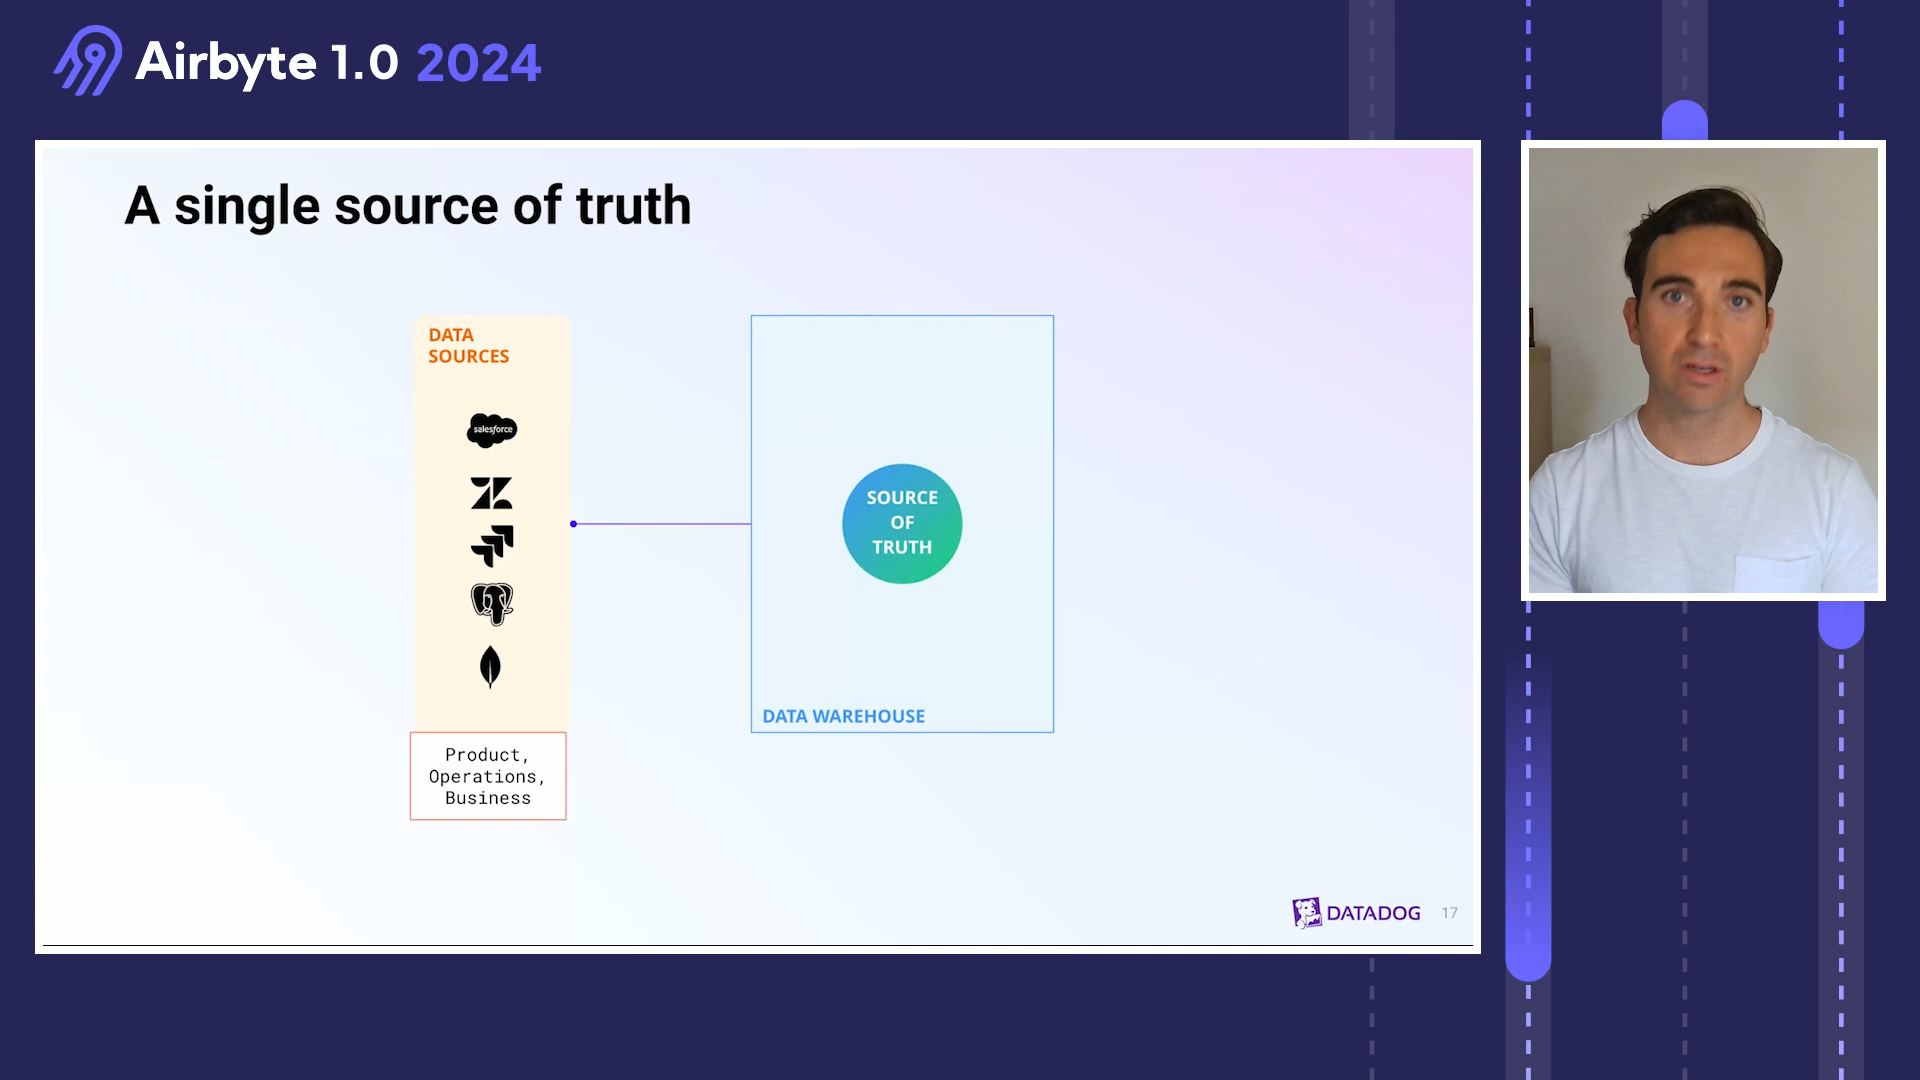 Airbyte 1.0 2024
A single source of truth
DATA
SOURCES
salesforce
Product,
Operations,
Business
SOURCE
OF
TRUTH
DATA WAREHOUSE
DATADOG
17